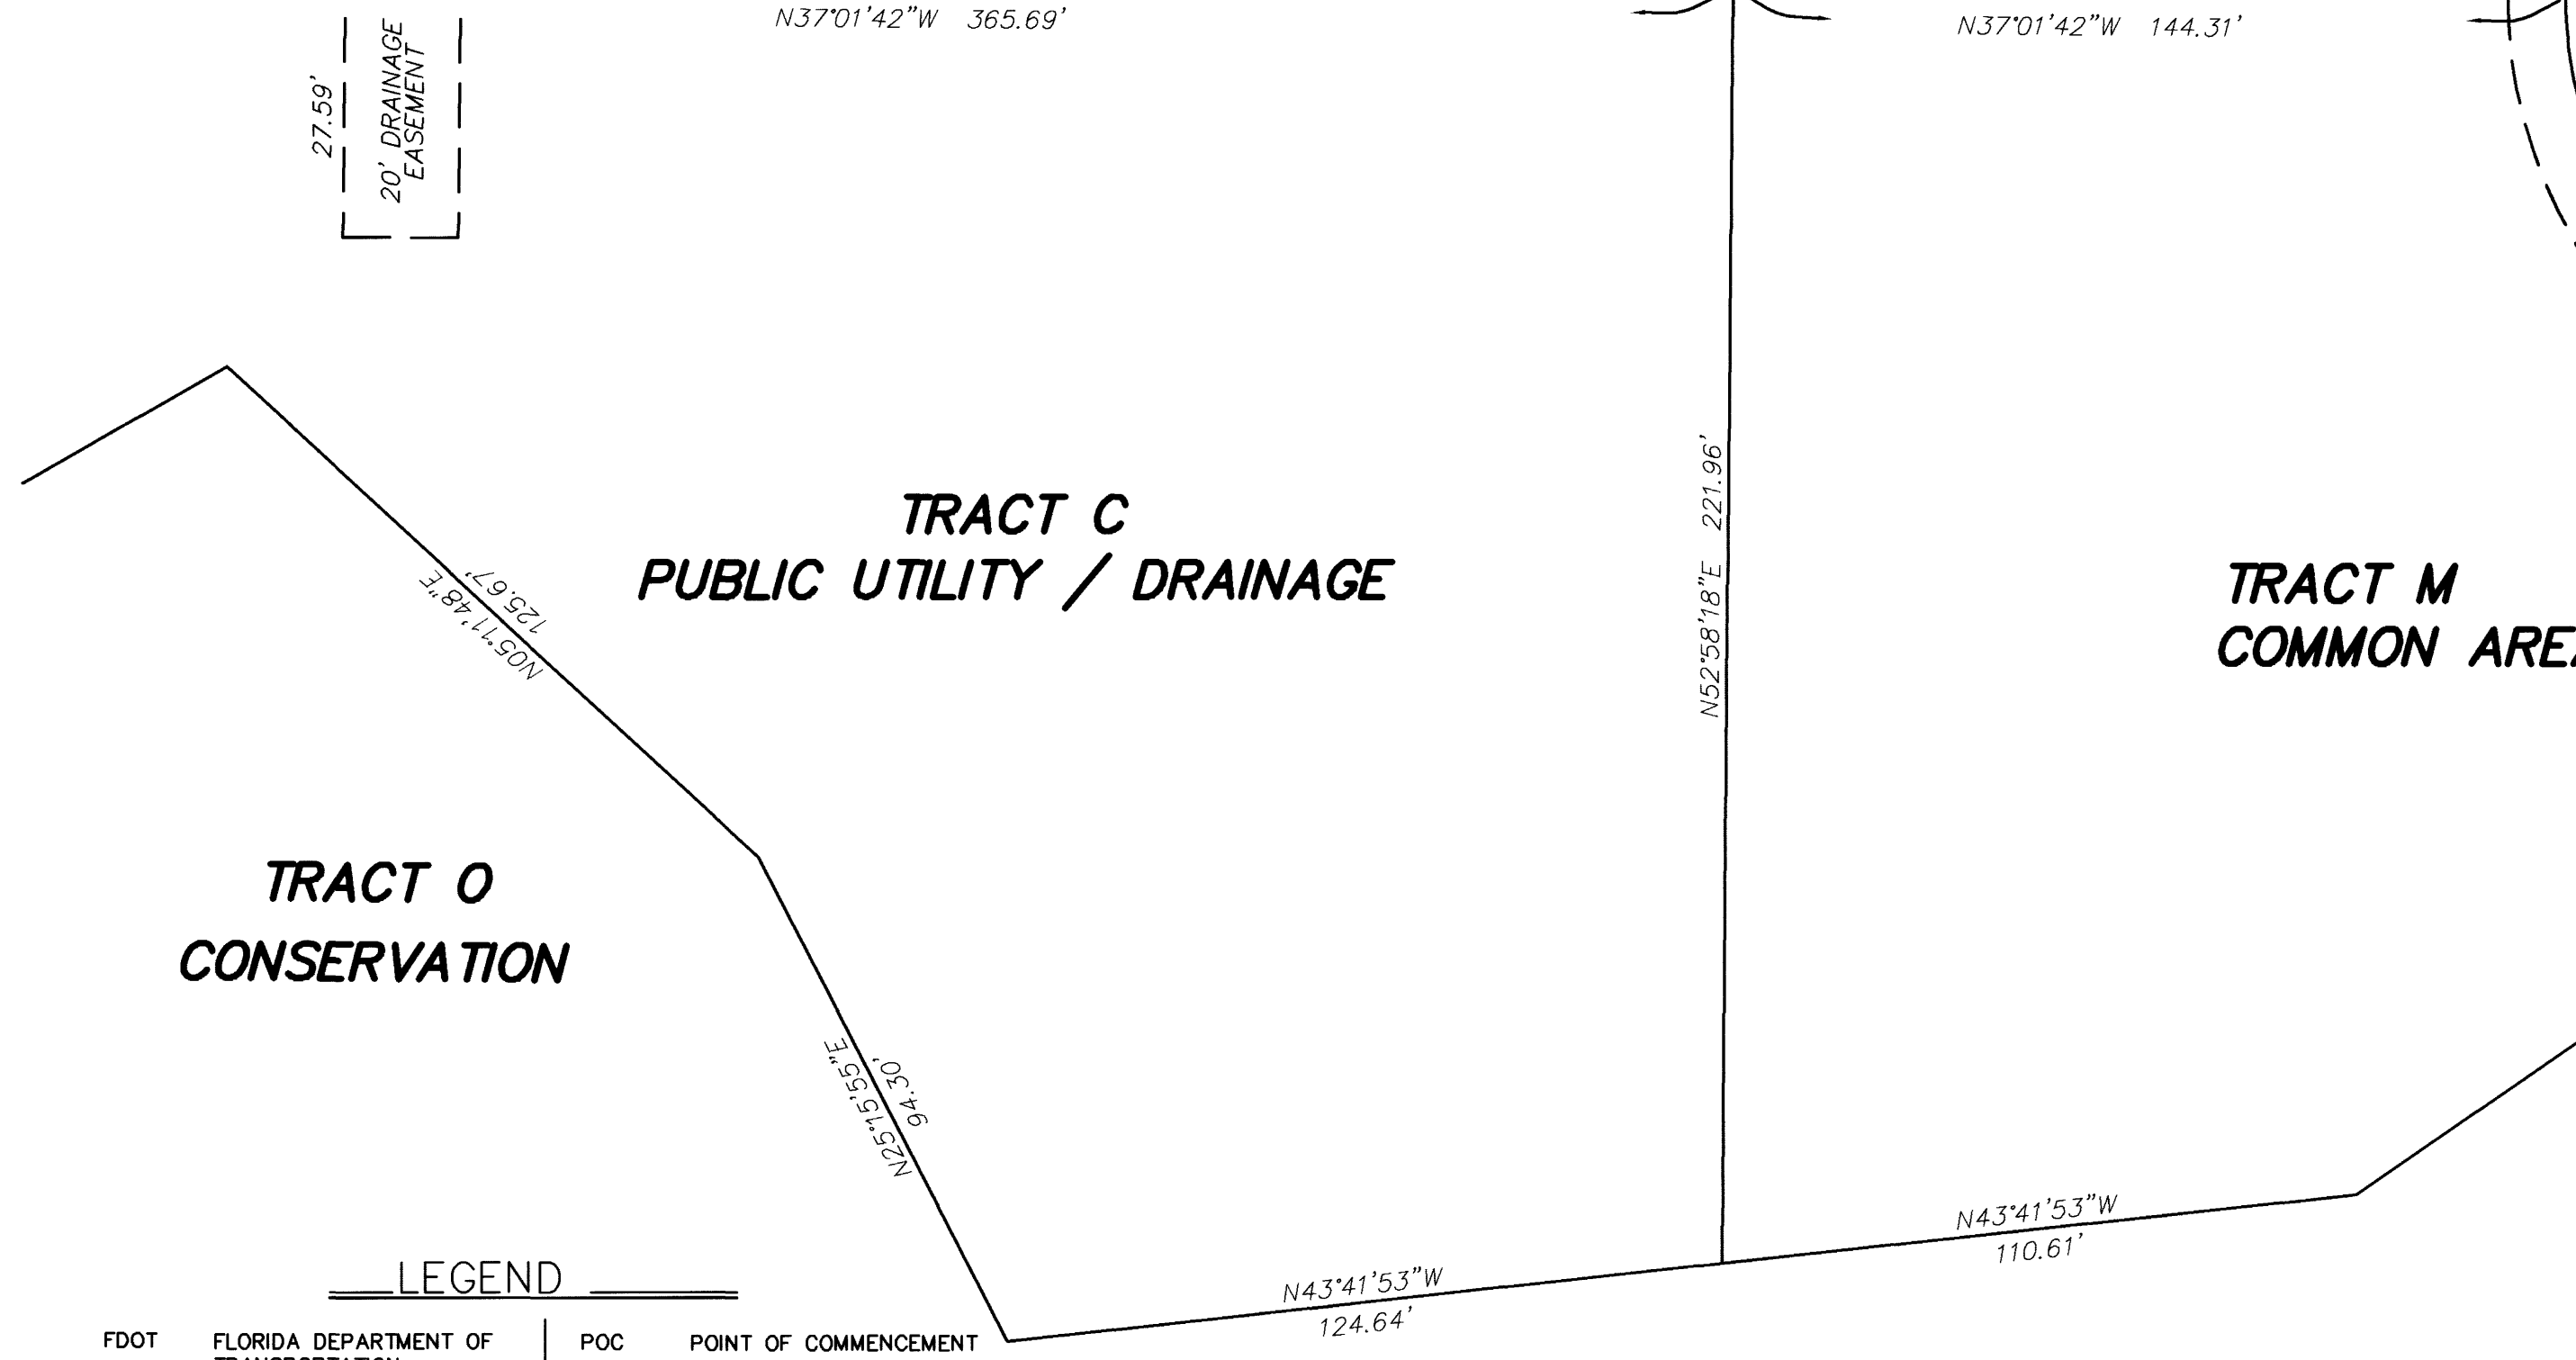 N37°01'42"W 365.69'
N37°01'42"W 144.31'
27.59'
20' DRAINAGE
EASEMENT
N52°58'18"E 221.96'
TRACT C
PUBLIC UTILITY / DRAINAGE
TRACT M
COMMON
125.67'
N05°11'48"E
TRACT O
CONSERVATION
N25°15'55"E
94.30'
N43°41'53"W
110.61'
N43°41'53"W
124.64'
LEGEND
FDOT FLORIDA DEPARTMENT OF
TRANSPORTATION
POC POINT OF COMMENCEMENT